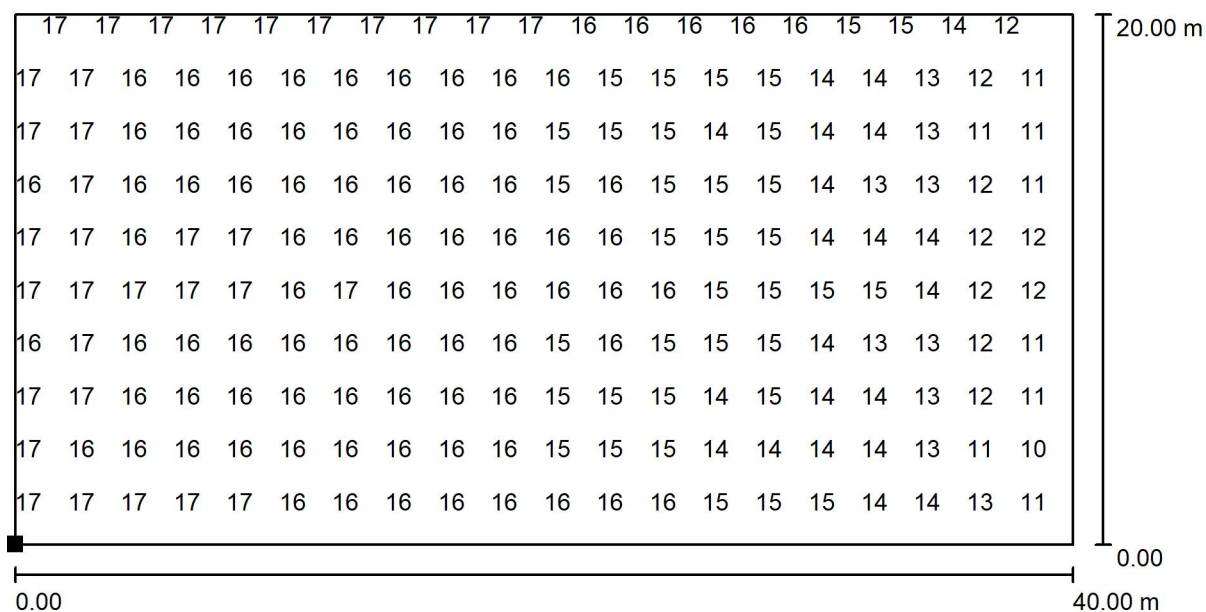 17 17 17 17 17 17 17 17 17 17 16 16 16 16 16 15 15 14 12
20.00 m
17 17 16 16 16 16 16 16 16 16 16 15 15 15 15 14 14 13 12 11
17 17 16 16 16 16 16 16 16 16 15 15 15 14 15 14 14 13 11 11
16 17 16 16 16 16 16 16 16 16 15 16 15 15 15 14 13 13 12 11
17 17 16 17 17 16 16 16 16 16 16 16 15 15 15 14 14 14 12 12
17 17 17 17 17 16 17 16 16 16 16 16 16 15 15 15 15 14 12 12
16 17 16 16 16 16 16 16 16 16 15 16 15 15 15 14 13 13 12 11
17 17 16 16 16 16 16 16 16 16 15 15 15 14 15 14 14 13 12 11
17 16 16 16 16 16 16 16 16 16 15 15 15 14 14 14 14 13 11 10
17 17 17 17 17 16 16 16 16 16 16 16 16 15 15 15 14 14 13 11
0.00
0.00 40.00 m